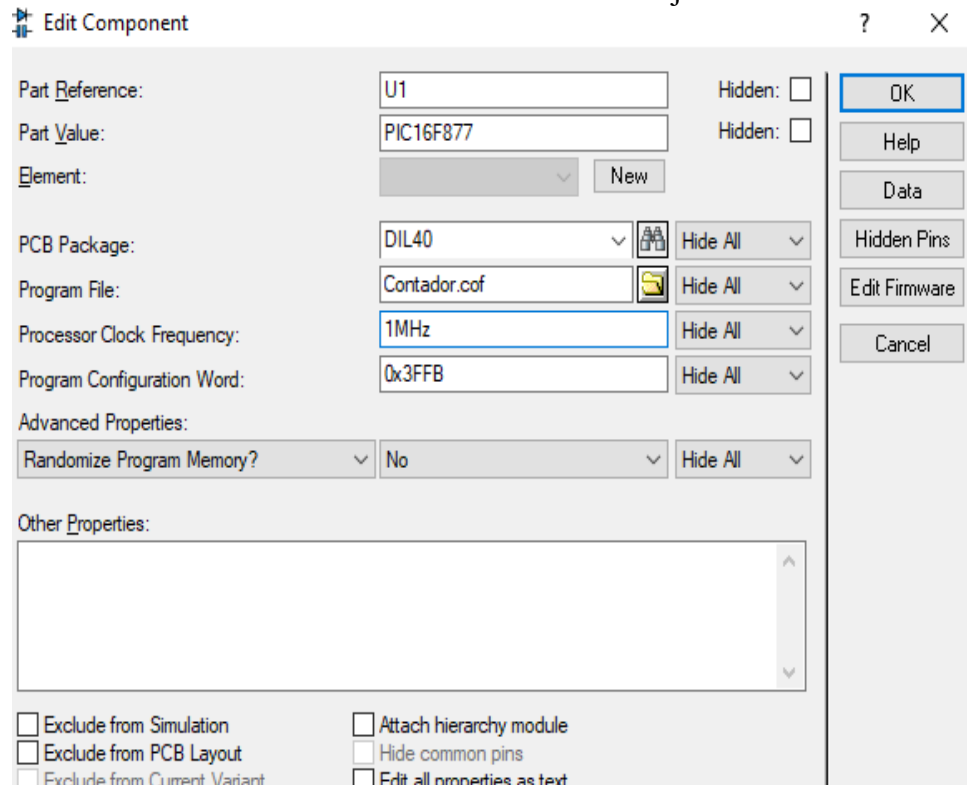 Edit Component
? ×
Part Reference: U1 Hidden: OK
Part Value: PIC16F877 Hidden: Help
Element: New Data
PCB Package: DIL40 Hide All Hidden Pins
Program File: Contador.cof Hide All Edit Firmware
Processor Clock Frequency: 1MHz Hide All Cancel
Program Configuration Word: 0x3FFB Hide All
Advanced Properties:
Randomize Program Memory? No Hide All
Other Properties:
Exclude from Simulation Attach hierarchy module
Exclude from PCB Layout Hide common pins
Exclude from Current Variant Edit all properties as text